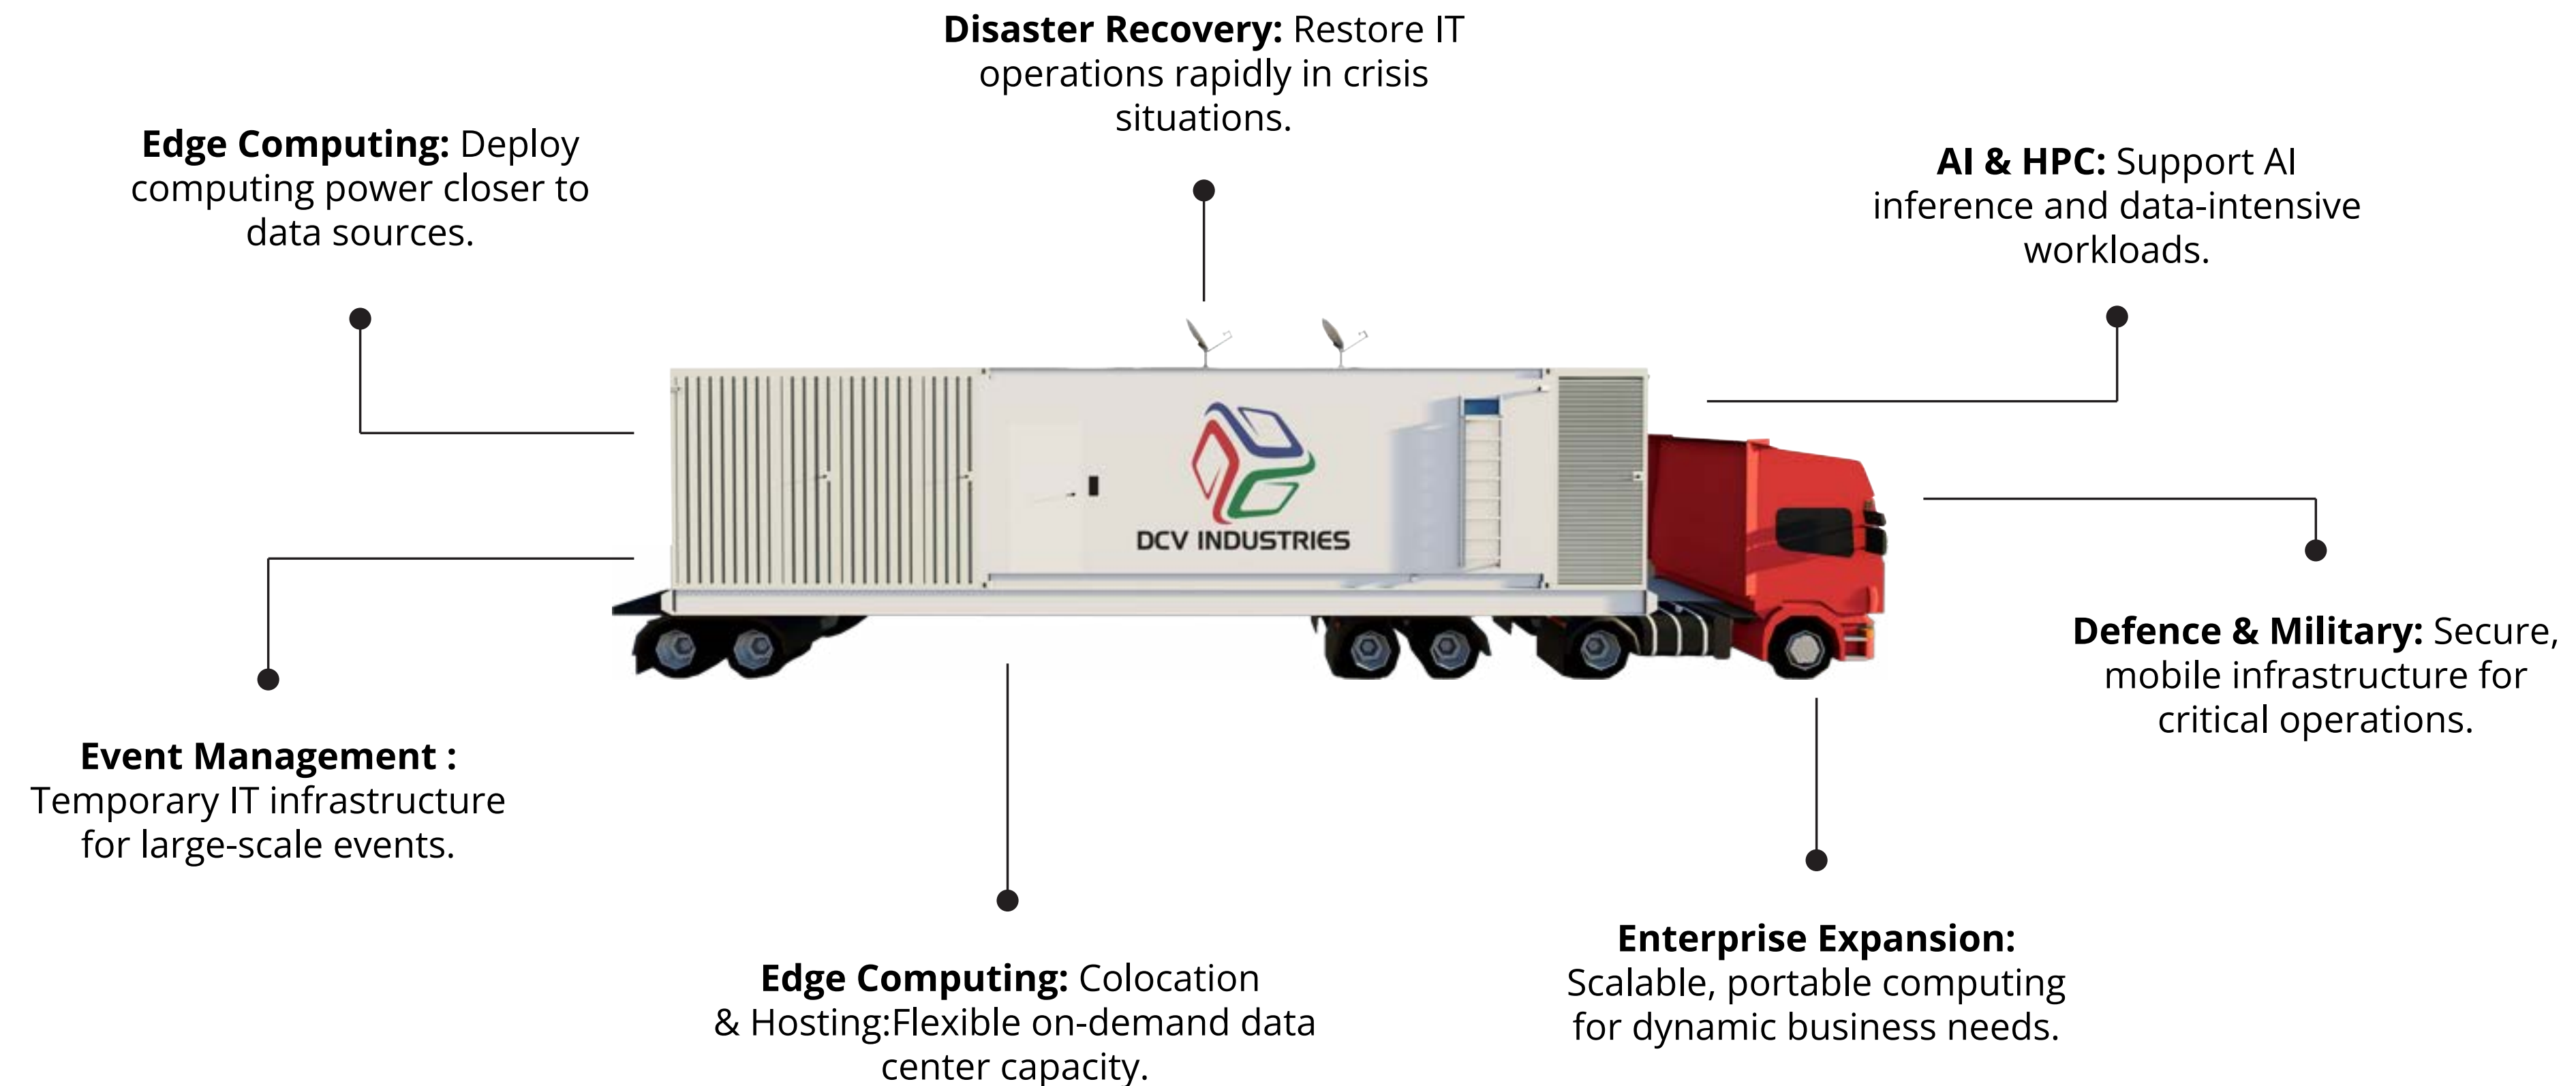 Disaster Recovery: Restore IT
operations rapidly in crisis
situations.
Edge Computing: Deploy
computing power closer to
data sources.
AI & HPC: Support AI
inference and data-intensive
workloads.
DCV INDUSTRIES
Defence & Military: Secure,
mobile infrastructure for
critical operations.
Event Management :
Temporary IT infrastructure
for large-scale events.
Edge Computing: Colocation
& Hosting:Flexible on-demand data
center capacity.
Enterprise Expansion:
Scalable, portable computing
for dynamic business needs.